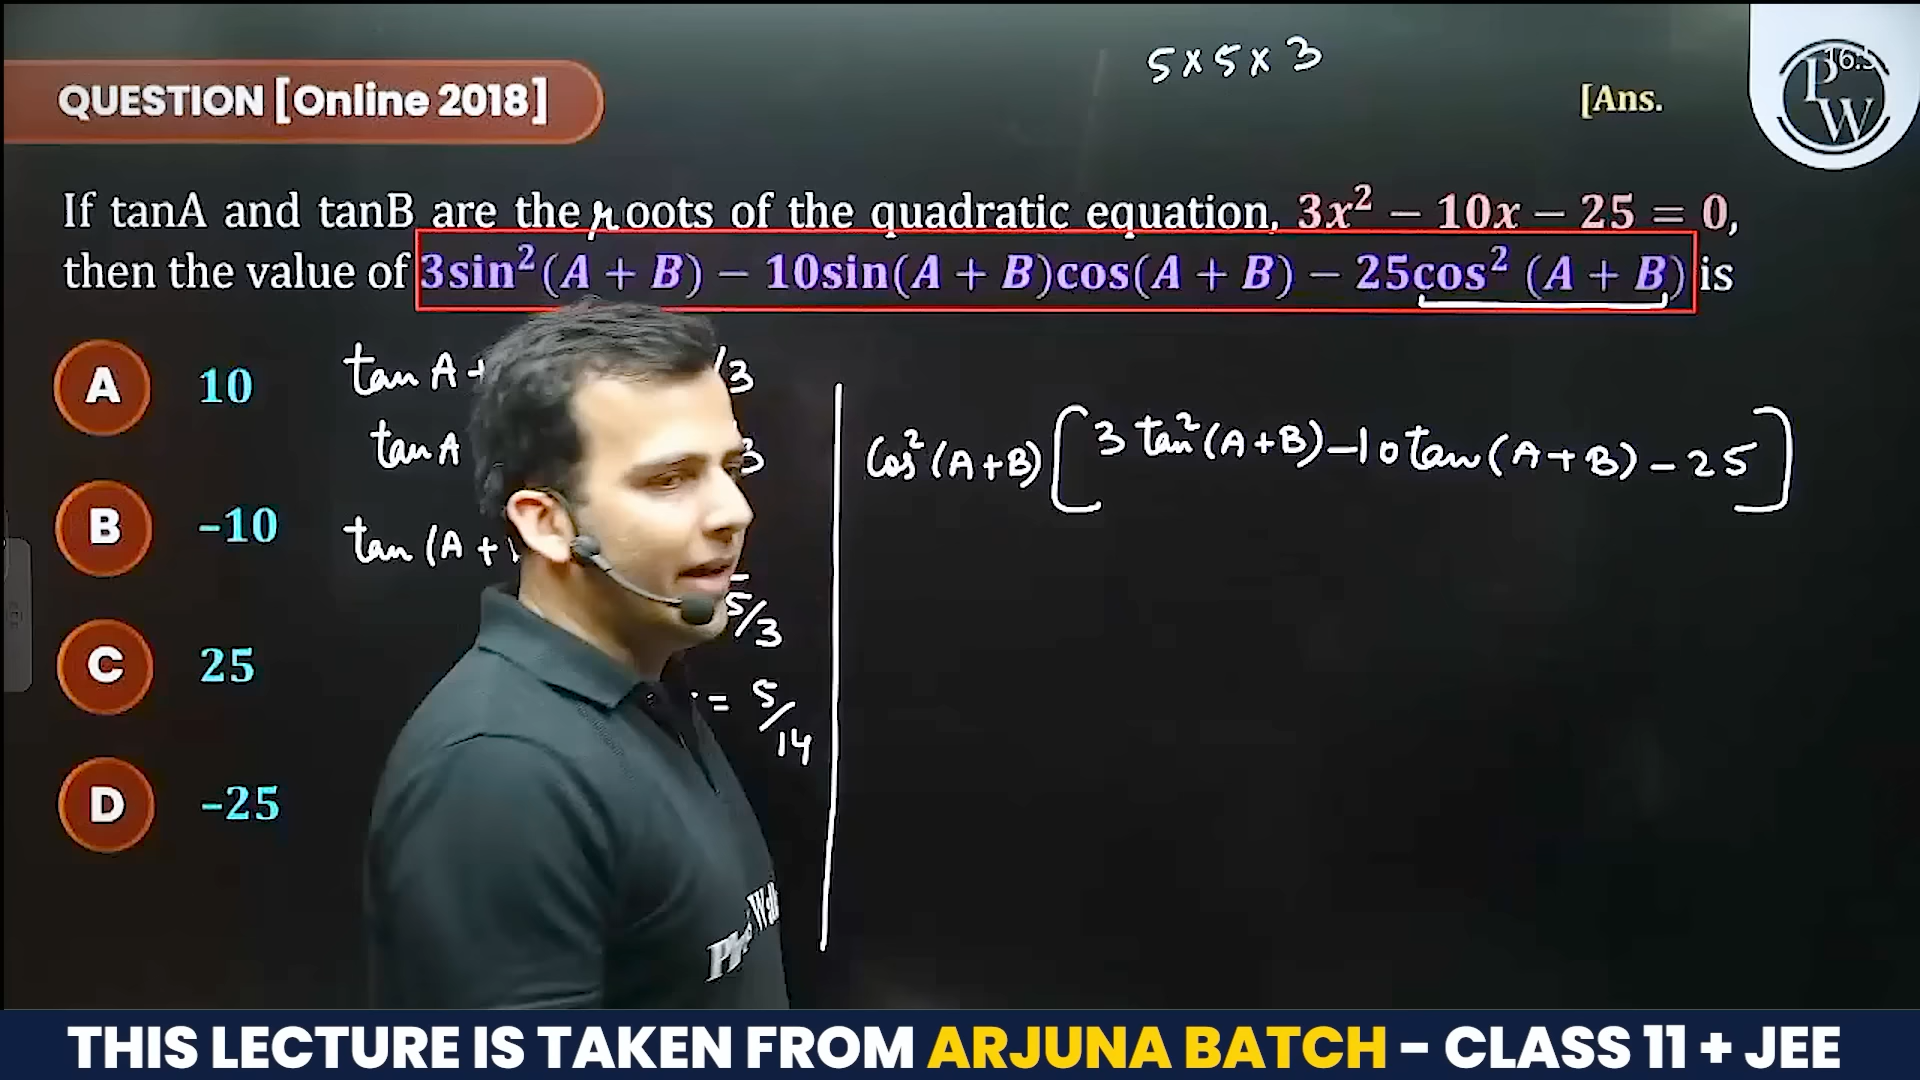 5×5×3
16:5
QUESTION [Online 2018]
[Ans.
PW
If tanA and tanB are the roots of the quadratic equation, 3x² − 10x − 25 = 0,
then the value of 3sin²(A + B) − 10sin(A + B)cos(A + B) − 25cos² (A + B) is
A 10
tan A + /3
tan A 3
cos²(A+B) [3 tan²(A+B) − 10 tan (A+B) − 25]
B −10
tan (A +
5/3
C 25
= 5/14
D −25
THIS LECTURE IS TAKEN FROM ARJUNA BATCH - CLASS 11 + JEE